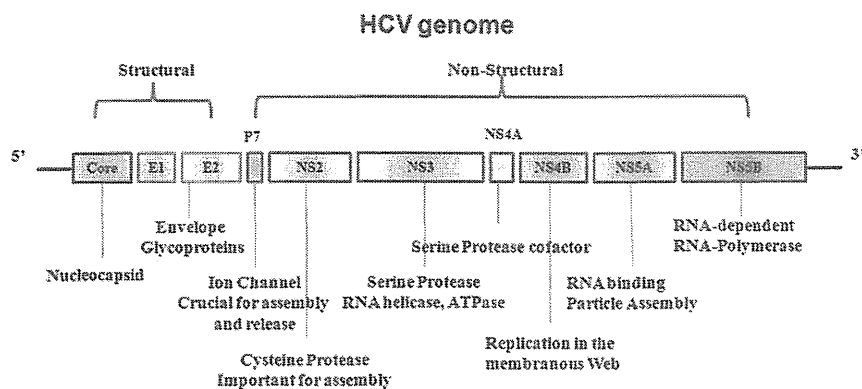 HCV genome
Structural
Non-Structural
P7
NS4A
5’
3’
Core
E1
E2
NS2
NS3
NS4B
NS5A
NS5B
Envelope
Glycoproteins
RNA-dependent
RNA-Polymerase
Serine Protease cofactor
Nucleocapsid
Ion Channel
Crucial for assembly
and release
Serine Protease
RNA helicase, ATPase
RNA binding
Particle Assembly
Replication in the
membranous Web
Cysteine Protease
Important for assembly